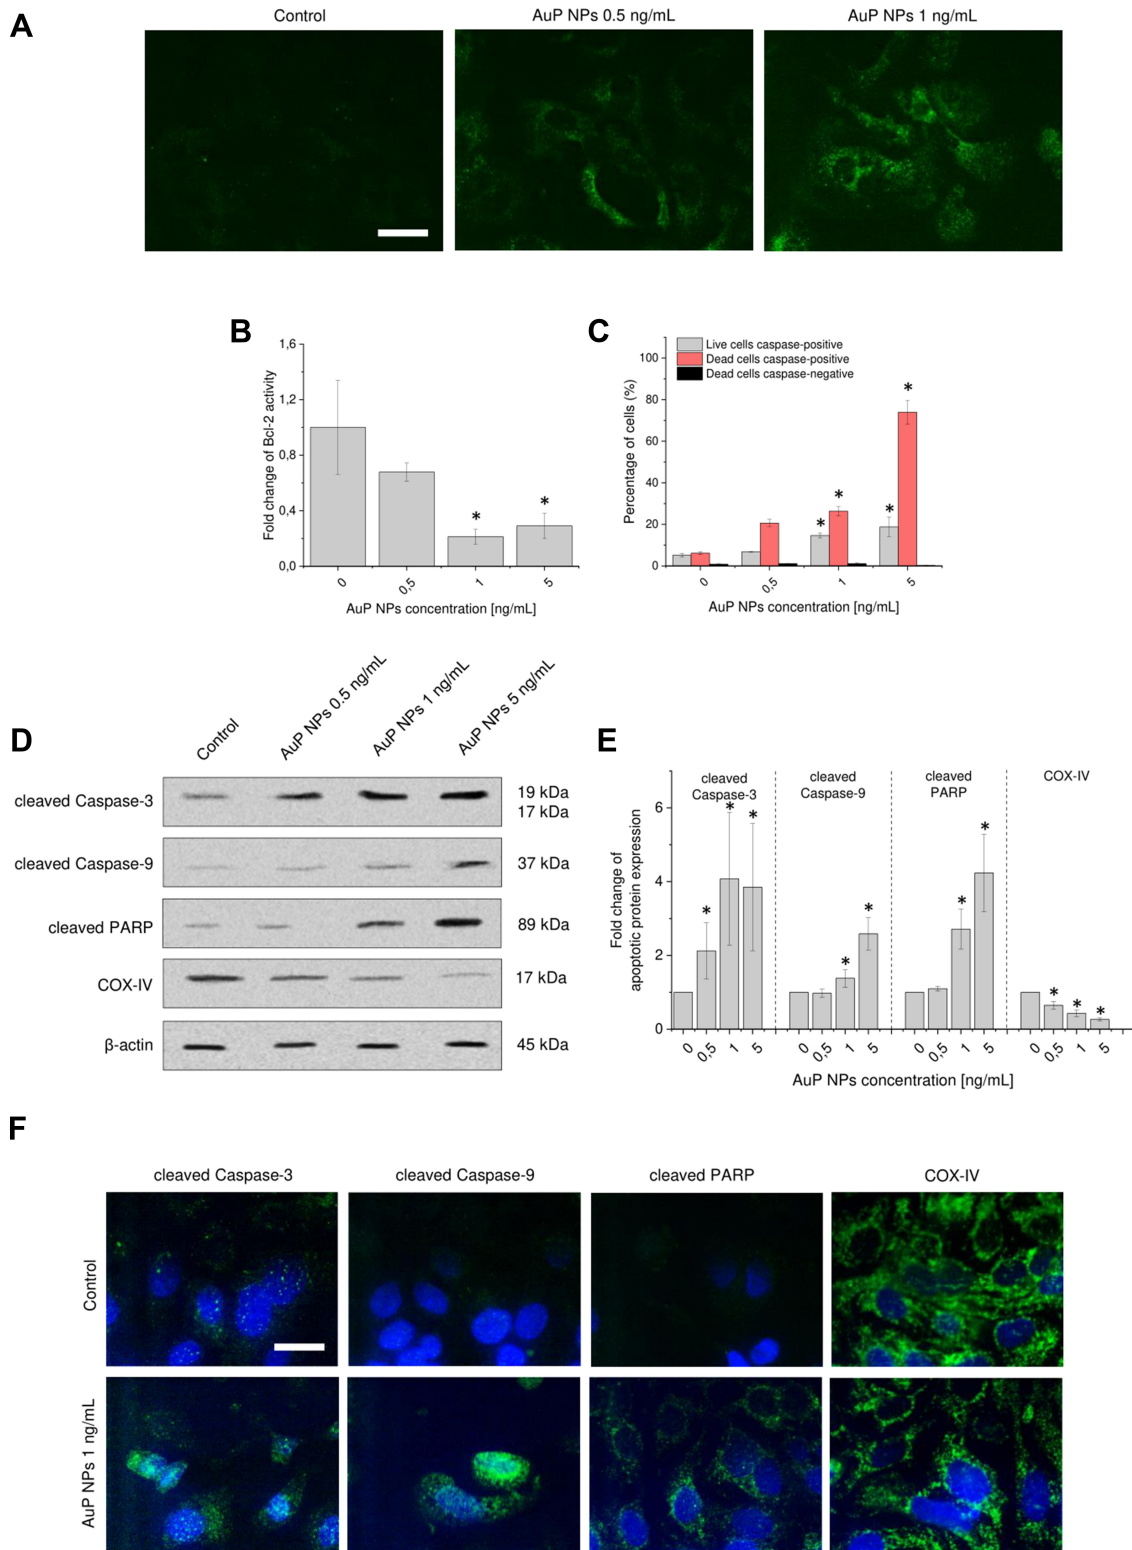 A
Control
AuP NPs 0.5 ng/mL
AuP NPs 1 ng/mL
B
Fold change of Bcl-2 activity
1,6
1,2
0,8
0,4
0,0
*
*
0
0,5
1
5
AuP NPs concentration [ng/mL]
C
Live cells caspase-positive
Dead cells caspase-positive
Dead cells caspase-negative
Percentage of cells (%)
100
80
60
40
20
0
*
*
*
*
0
0,5
1
5
AuP NPs concentration [ng/mL]
D
Control
AuP NPs 0.5 ng/mL
AuP NPs 1 ng/mL
AuP NPs 5 ng/mL
cleaved Caspase-3
19 kDa
17 kDa
cleaved Caspase-9
37 kDa
cleaved PARP
89 kDa
COX-IV
17 kDa
β-actin
45 kDa
E
Fold change of
apoptotic protein expression
6
4
2
0
cleaved
Caspase-3
cleaved
Caspase-9
cleaved
PARP
COX-IV
*
*
*
*
*
*
*
*
*
*
0
0,5
1
5
0
0,5
1
5
0
0,5
1
5
0
0,5
1
5
AuP NPs concentration [ng/mL]
F
cleaved Caspase-3
cleaved Caspase-9
cleaved PARP
COX-IV
Control
AuP NPs 1 ng/mL